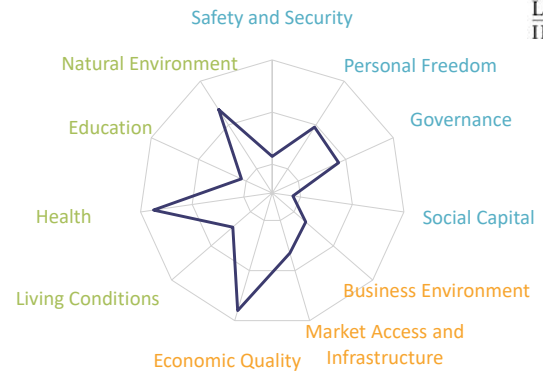 Safety and Security
Natural Environment
Personal Freedom
Education
Governance
Health
Social Capital
Living Conditions
Business Environment
Market Access and
Infrastructure
Economic Quality